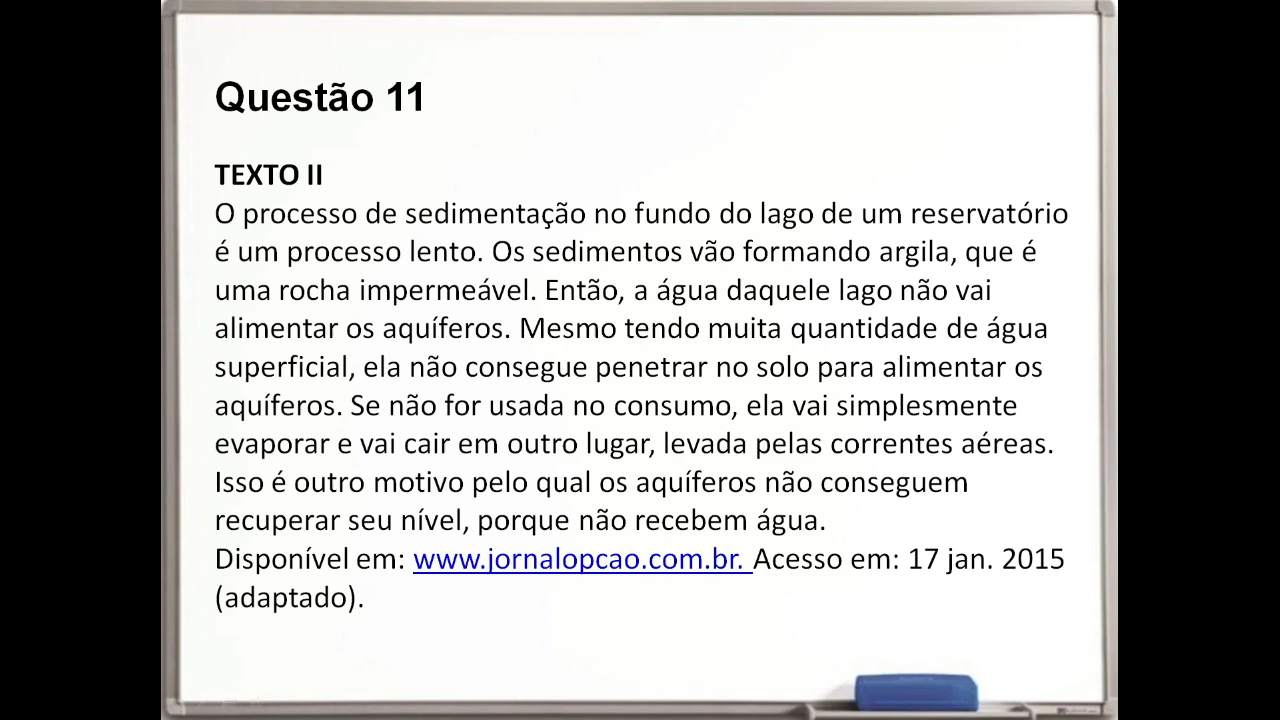 Questão 11
TEXTO II
O processo de sedimentação no fundo do lago de um reservatório
é um processo lento. Os sedimentos vão formando argila, que é
uma rocha impermeável. Então, a água daquele lago não vai
alimentar os aquíferos. Mesmo tendo muita quantidade de água
superficial, ela não consegue penetrar no solo para alimentar os
aquíferos. Se não for usada no consumo, ela vai simplesmente
evaporar e vai cair em outro lugar, levada pelas correntes aéreas.
Isso é outro motivo pelo qual os aquíferos não conseguem
recuperar seu nível, porque não recebem água.
Disponível em: www.jornalopcao.com.br. Acesso em: 17 jan. 2015
(adaptado).